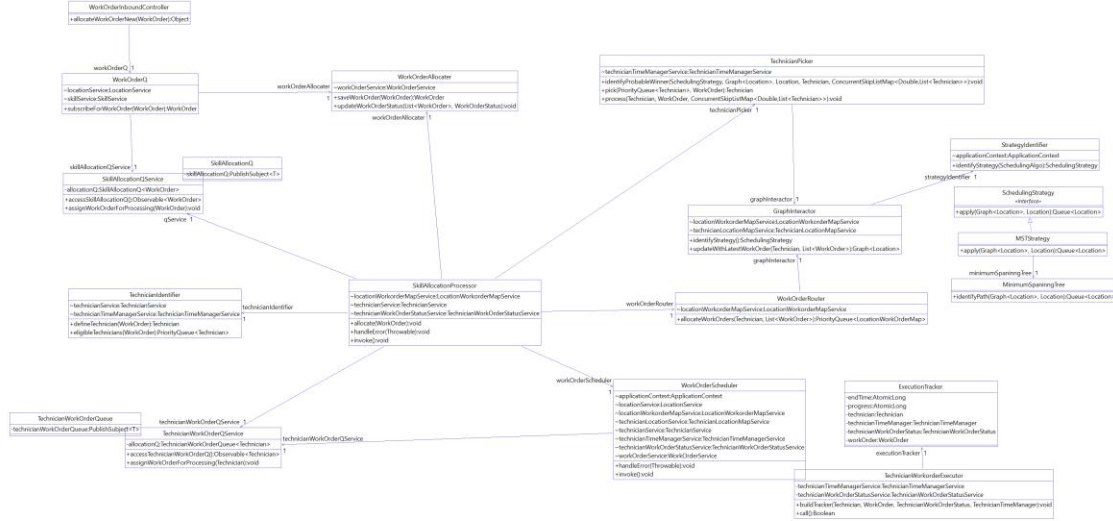 WorkOrderInboundController
+allocateWorkOrderNew(WorkOrder):Object
workOrderQ 1
WorkOrderQ
~locationService:LocationService
~skillService:SkillService
+subscribeForWorkOrder(WorkOrder):WorkOrder
workOrderAllocater
1
WorkOrderAllocater
~workOrderService:WorkOrderService
+saveWorkOrder(WorkOrder):WorkOrder
+updateWorkOrderStatus(List<WorkOrder>, WorkOrderStatus):void
workOrderAllocater 1
TechnicianPicker
~technicianTimeManagerService:TechnicianTimeManagerService
+identifyProbableWinner(SchedulingStrategy, Graph<Location>, Location, Technician, ConcurrentSkipListMap<Double,List<Technician>>):void
+pick(PriorityQueue<Technician>, WorkOrder):Technician
+process(Technician, WorkOrder, ConcurrentSkipListMap<Double,List<Technician>>):void
technicianPicker 1
StrategyIdentifier
~applicationContext:ApplicationContext
+identifyStrategy(SchedulingAlgo):SchedulingStrategy
strategyIdentifier 1
skillAllocationQService 1
SkillAllocationQ
-skillAllocationQ:PublishSubject<T>
SkillAllocationQService
-allocationQ:SkillAllocationQ<WorkOrder>
+accessSkillAllocationQ():Observable<WorkOrder>
+assignWorkOrderForProcessing(WorkOrder):void
qService 1
SchedulingStrategy
<<Interface>>
+apply(Graph<Location>, Location):Queue<Location>
graphInteractor 1
GraphInteractor
~locationWorkorderMapService:LocationWorkorderMapService
~technicianLocationMapService:TechnicianLocationMapService
+identifyStrategy():SchedulingStrategy
+updateWithLatestWorkOrder(Technician, List<WorkOrder>):Graph<Location>
graphInteractor 1
MSTStrategy
+apply(Graph<Location>, Location):Queue<Location>
minimumSpaninngTree 1
MinimumSpaninngTree
+identifyPath(Graph<Location>, Location):Queue<Location>
SkillAllocationProcessor
~locationWorkorderMapService:LocationWorkorderMapService
~technicianService:TechnicianService
~technicianWorkOrderStatusService:TechnicianWorkOrderStatusService
+allocate(WorkOrder):void
+handleError(Throwable):void
+invoke():void
TechnicianIdentifier
~technicianService:TechnicianService
~technicianTimeManagerService:TechnicianTimeManagerService
+defineTechnician(WorkOrder):Technician
+eligibleTechnicians(WorkOrder):PriorityQueue<Technician>
technicianIdentifier
1
workOrderRouter
1
WorkOrderRouter
~locationWorkorderMapService:LocationWorkorderMapService
+allocateWorkOrders(Technician, List<WorkOrder>):PriorityQueue<LocationWorkOrderMap>
workOrderScheduler
1
WorkOrderScheduler
~applicationContext:ApplicationContext
~locationService:LocationService
~locationWorkorderMapService:LocationWorkorderMapService
~technicianLocationService:TechnicianLocationMapService
~technicianService:TechnicianService
~technicianTimeManagerService:TechnicianTimeManagerService
~technicianWorkOrderStatusService:TechnicianWorkOrderStatusService
~workOrderService:WorkOrderService
+handleError(Throwable):void
+invoke():void
ExecutionTracker
-endTime:AtomicLong
-progress:AtomicLong
-technician:Technician
-technicianTimeManager:TechnicianTimeManager
-technicianWorkOrderStatus:TechnicianWorkOrderStatus
-workOrder:WorkOrder
executionTracker 1
TechnicianWorkOrderQueue
-technicianWorkOrderQueue:PublishSubject<T>
technicianWorkOrderQService 1
TechnicianWorkOrderQService
-allocationQ:TechnicianWorkOrderQueue<Technician>
+accessTechnicianWorkOrderQ():Observable<Technician>
+assignWorkOrderForProcessing(Technician):void
technicianWorkOrderQService
1
TechnicianWorkorderExecutor
-technicianTimeManagerService:TechnicianTimeManagerService
-technicianWorkOrderStatusService:TechnicianWorkOrderStatusService
+buildTracker(Technician, WorkOrder, TechnicianWorkOrderStatus, TechnicianTimeManager):void
+call():Boolean